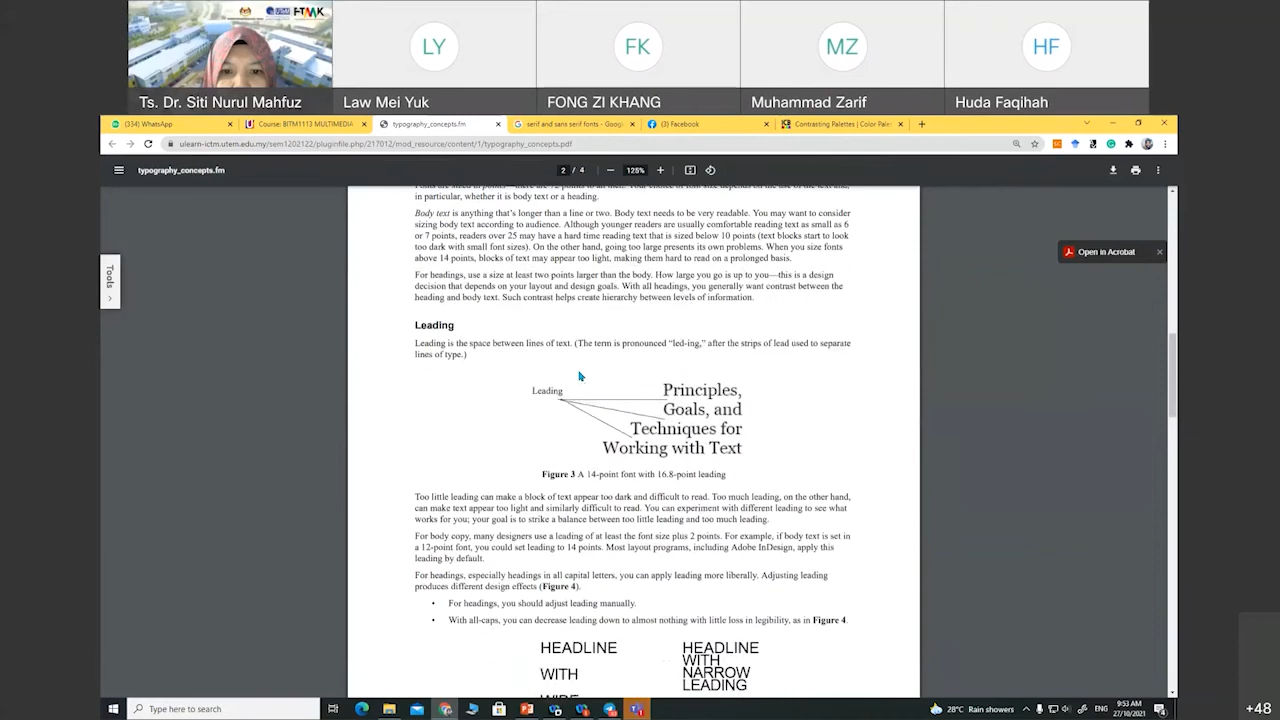 UTeM FTMK
LY
FK
MZ
HF
Ts. Dr. Siti Nurul Mahfuz
Law Mei Yuk
FONG ZI KHANG
Muhammad Zarif
Huda Faqihah
(334) WhatsApp
Course: BITM1113 MULTIMEDIA
typography_concepts.fm
serif and sans serif fonts - Goog
(3) Facebook
Contrasting Palettes | Color Pale
ulearn-ictm.utem.edu.my/sem1202122/pluginfile.php/217012/mod_resource/content/1/typography_concepts.pdf
typography_concepts.fm
2 / 4
125%
in particular, whether it is body text or a heading.
Body text is anything that's longer than a line or two. Body text needs to be very readable. You may want to consider
sizing body text according to audience. Although younger readers are usually comfortable reading text as small as 6
or 7 points, readers over 25 may have a hard time reading text that is sized below 10 points (text blocks start to look
too dark with small font sizes). On the other hand, going too large presents its own problems. When you size fonts
above 14 points, blocks of text may appear too light, making them hard to read on a prolonged basis.
For headings, use a size at least two points larger than the body. How large you go is up to you—this is a design
decision that depends on your layout and design goals. With all headings, you generally want contrast between the
heading and body text. Such contrast helps create hierarchy between levels of information.
Open in Acrobat
Tools
Leading
Leading is the space between lines of text. (The term is pronounced “led-ing,” after the strips of lead used to separate
lines of type.)
Leading
Principles,
Goals, and
Techniques for
Working with Text
Figure 3 A 14-point font with 16.8-point leading
Too little leading can make a block of text appear too dark and difficult to read. Too much leading, on the other hand,
can make text appear too light and similarly difficult to read. You can experiment with different leading to see what
works for you; your goal is to strike a balance between too little leading and too much leading.
For body copy, many designers use a leading of at least the font size plus 2 points. For example, if body text is set in
a 12-point font, you could set leading to 14 points. Most layout programs, including Adobe InDesign, apply this
leading by default.
For headings, especially headings in all capital letters, you can apply leading more liberally. Adjusting leading
produces different design effects (Figure 4).
• For headings, you should adjust leading manually.
• With all-caps, you can decrease leading down to almost nothing with little loss in legibility, as in Figure 4.
HEADLINE
WITH
HEADLINE
WITH
NARROW
LEADING
Type here to search
28°C Rain showers
ENG
9:53 AM
27/10/2021
+48